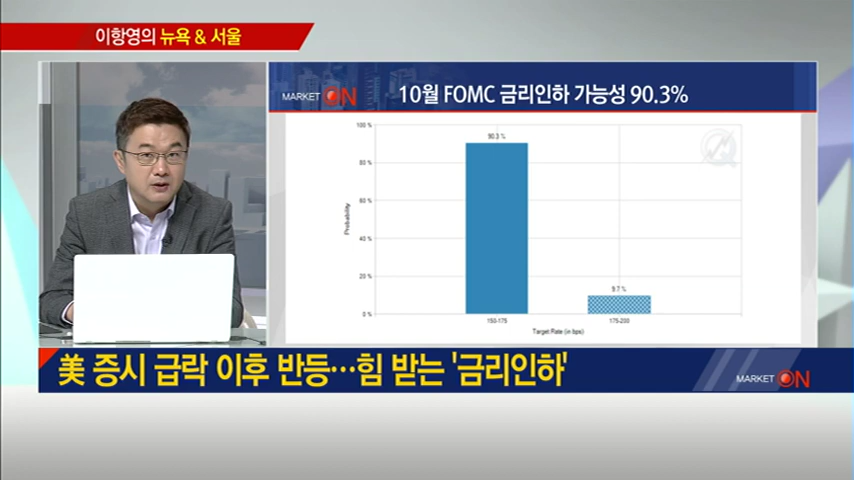 이항영의 뉴욕 & 서울
MARKET ON
10월 FOMC 금리인하 가능성 90.3%
100 %
90.3 %
80 %
60 %
Probability
40 %
20 %
9.7 %
0 %
150-175
175-200
Target Rate (in bps)
美 증시 급락 이후 반등…힘 받는 '금리인하'
MARKET ON